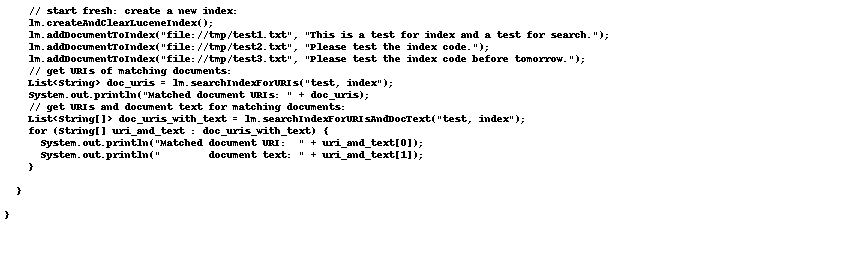 // start fresh: create a new index:
lm.createAndClearLuceneIndex();
lm.addDocumentToIndex("file://tmp/test1.txt", "This is a test for index and a test for search.");
lm.addDocumentToIndex("file://tmp/test2.txt", "Please test the index code.");
lm.addDocumentToIndex("file://tmp/test3.txt", "Please test the index code before tomorrow.");
// get URIs of matching documents:
List<String> doc_uris = lm.searchIndexForURIs("test, index");
System.out.println("Matched document URIs: " + doc_uris);
// get URIs and document text for matching documents:
List<String[]> doc_uris_with_text = lm.searchIndexForURIsAndDocText("test, index");
for (String[] uri_and_text : doc_uris_with_text) {
System.out.println("Matched document URI:  " + uri_and_text[0]);
System.out.println("        document text: " + uri_and_text[1]);
}
}
}